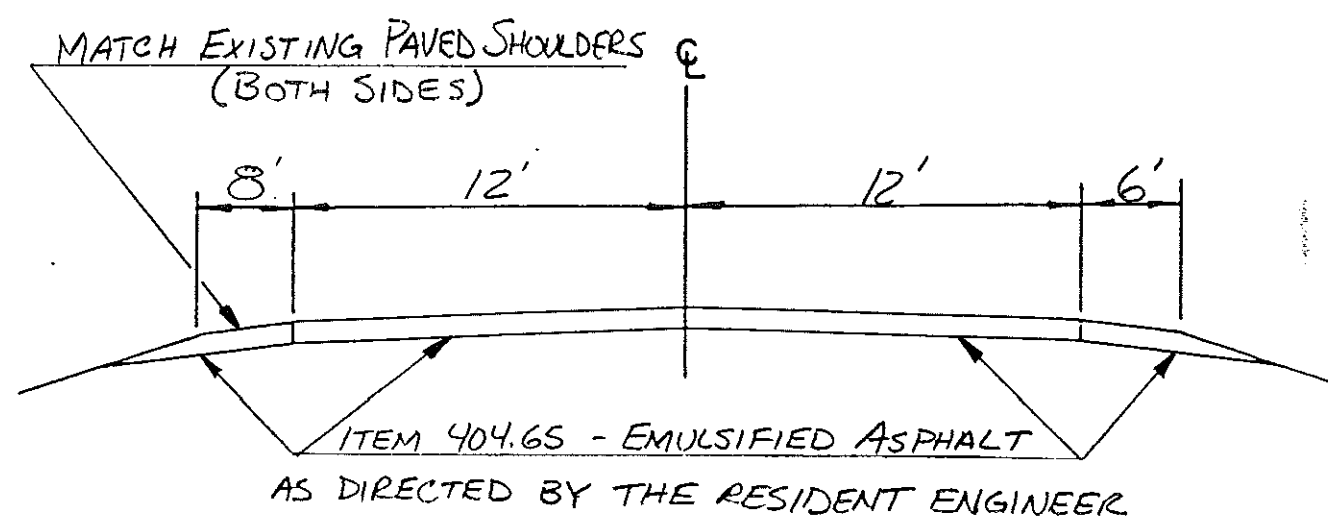 MATCH EXISTING PAVED SHOULDERS
(BOTH SIDES)
℄
8' 12' 12' 6'
ITEM 404.65 - EMULSIFIED ASPHALT
AS DIRECTED BY THE RESIDENT ENGINEER